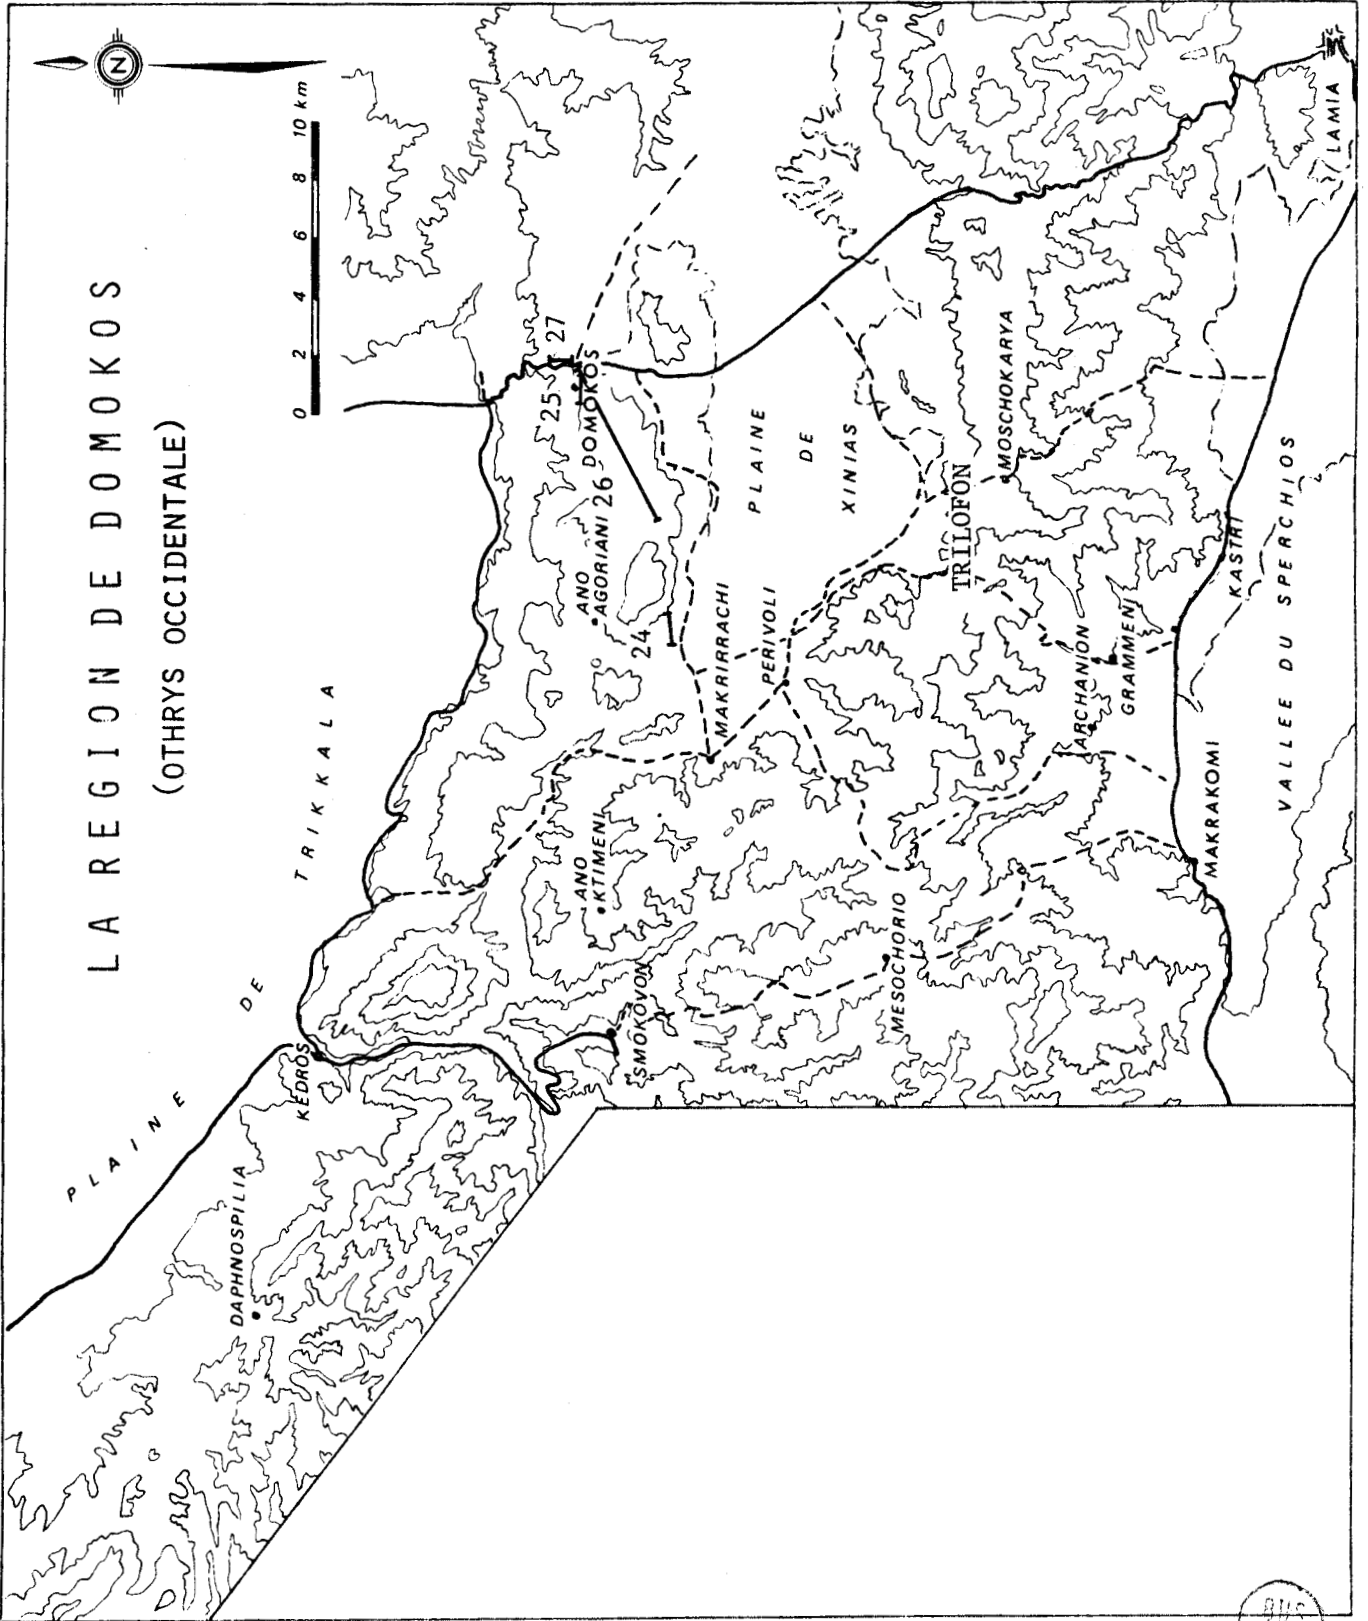 LA REGION DE DOMOKOS
(OTHRYS OCCIDENTALE)
N
0 2 4 6 8 10 km
PLAINE DE TRIKKALA
DAPHNOSPILIA
KEDROS
SMOKOVON
ANO
KTIMENI
ANO
AGORIANI
24
25
26
27
DOMOKOS
MAKRIRRACHI
PERIVOLI
PLAINE
DE
XINIAS
TRILOFON
MOSCHOKARYA
MESOCHORIO
ARCHANION
GRAMMENI
KASTRI
MAKRAKOMI
VALLEE DU SPERCHIOS
LAMIA